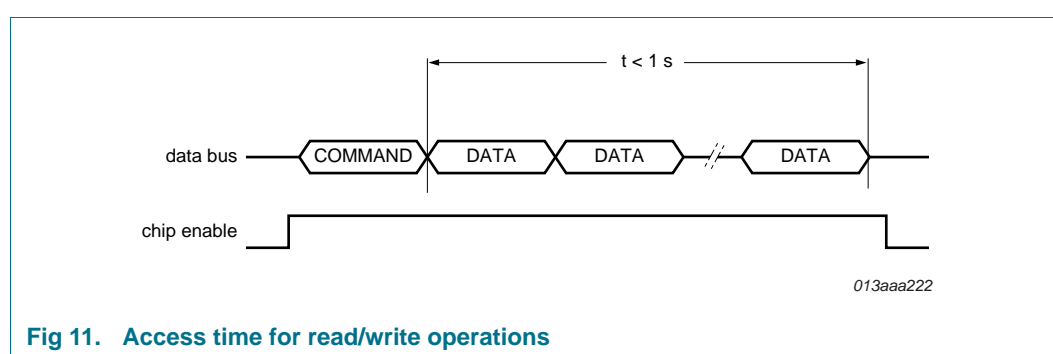 t < 1 s
data bus
COMMAND DATA DATA DATA
chip enable
013aaa222
Fig 11. Access time for read/write operations